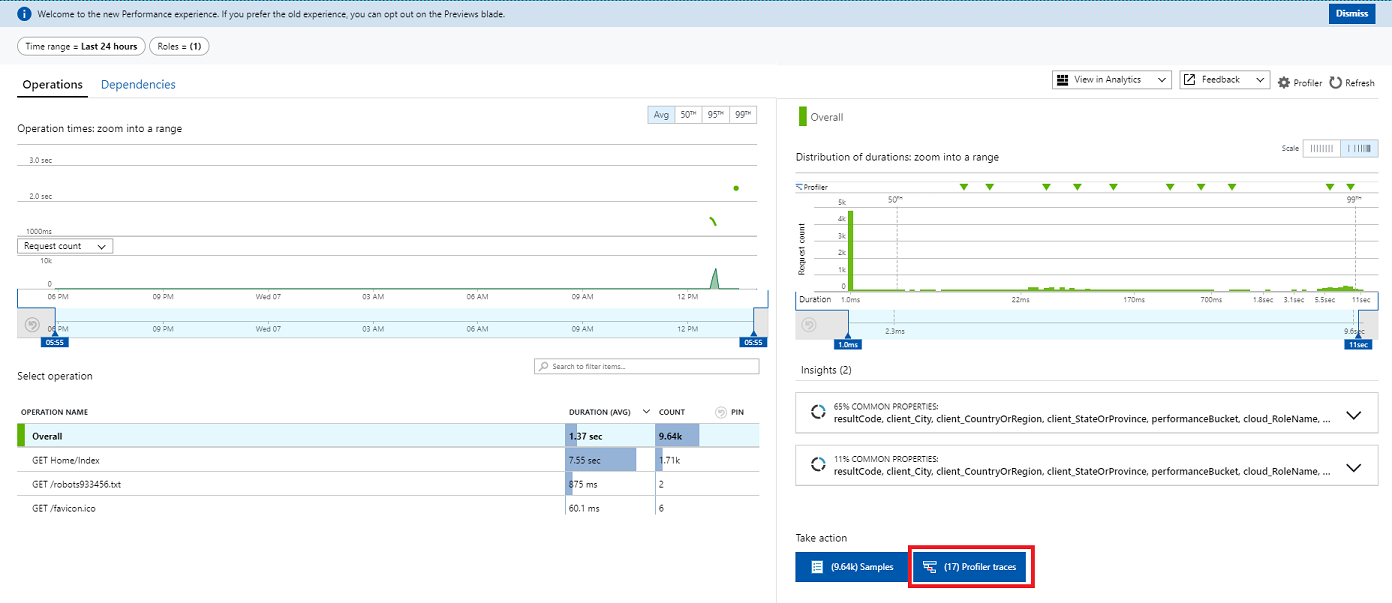 Welcome to the new Performance experience. If you prefer the old experience, you can opt out on the Previews blade.
Dismiss
Time range = Last 24 hours
Roles = (1)
Operations
Dependencies
View in Analytics
Feedback
Profiler
Refresh
Avg 50TH 95TH 99TH
Operation times: zoom into a range
3.0 sec
2.0 sec
1000ms
Request count
10k
0
06 PM 09 PM Wed 07 03 AM 06 AM 09 AM 12 PM
06 PM 09 PM Wed 07 03 AM 06 AM 09 AM 12 PM
05:55 05:55
Select operation
Search to filter items...
OPERATION NAME DURATION (AVG) COUNT PIN
Overall 1.37 sec 9.64k
GET Home/Index 7.55 sec 1.71k
GET /robots933456.txt 875 ms 2
GET /favicon.ico 60.1 ms 6
Overall
Scale
Distribution of durations: zoom into a range
Profiler
50TH 99TH
Request count
5k
4k
3k
2k
1k
0
Duration 1.0ms 22ms 170ms 700ms 1.8sec 3.1sec 5.5sec 11sec
2.3ms 9.6sec
1.0ms 11sec
Insights (2)
65% COMMON PROPERTIES:
resultCode, client_City, client_CountryOrRegion, client_StateOrProvince, performanceBucket, cloud_RoleName, ...
11% COMMON PROPERTIES:
resultCode, client_City, client_CountryOrRegion, client_StateOrProvince, performanceBucket, cloud_RoleName, ...
Take action
(9.64k) Samples
(17) Profiler traces